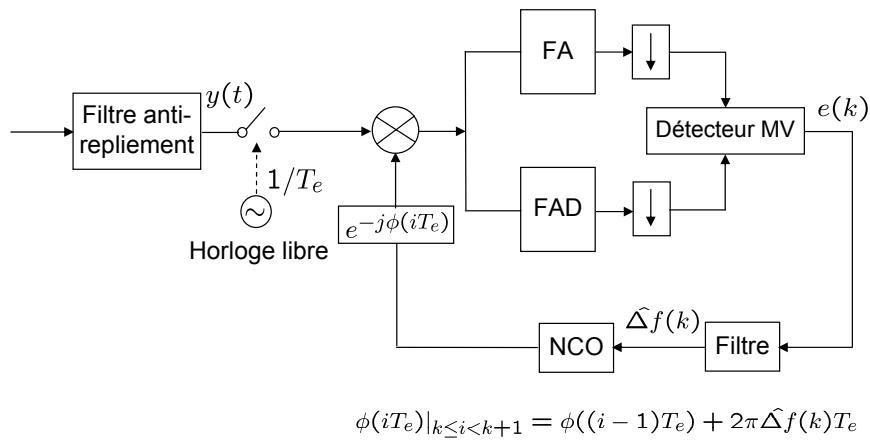 Filtre anti-
repliement
y(t)
1/T_e
~
Horloge libre
e^{-jϕ(iT_e)}
FA
↓
FAD
↓
Détecteur MV
e(k)
Filtre
\hat{Δ}f(k)
NCO
ϕ(iT_e)|_{k≤i<k+1} = ϕ((i − 1)T_e) + 2π\hat{Δ}f(k)T_e